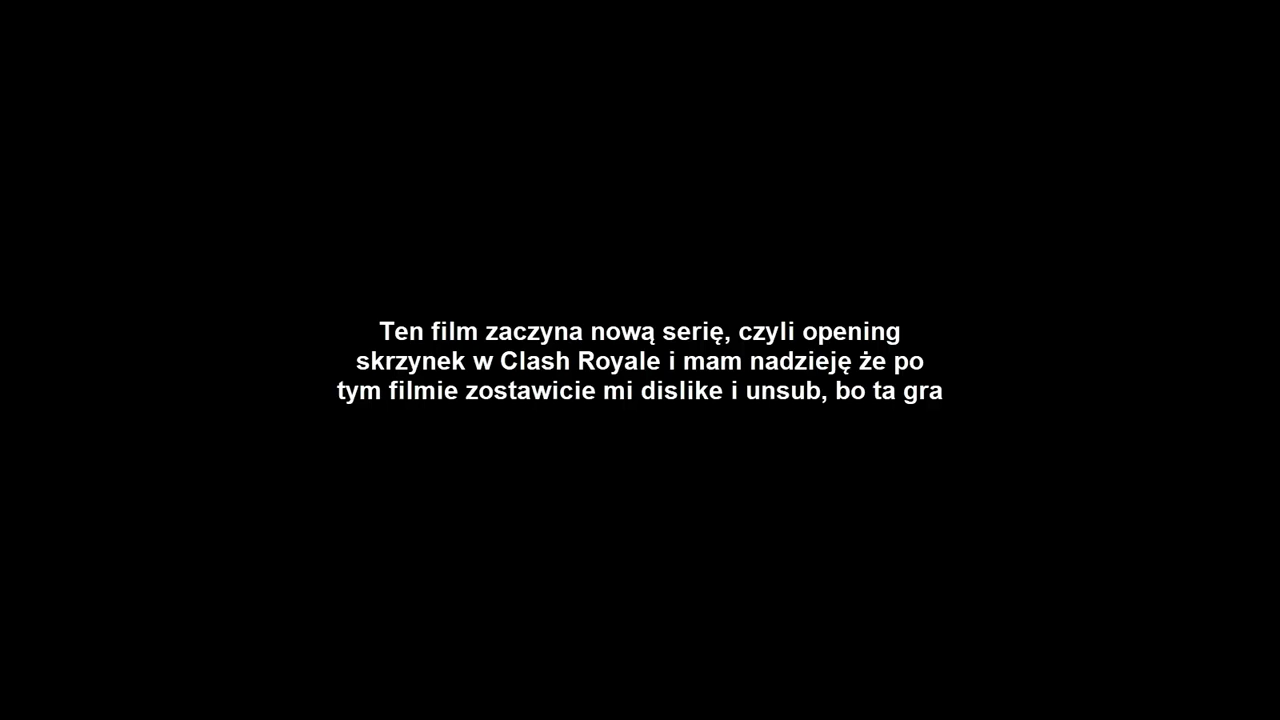 Ten film zaczyna nową serię, czyli opening
skrzynek w Clash Royale i mam nadzieję że po
tym filmie zostawicie mi dislike i unsub, bo ta gra